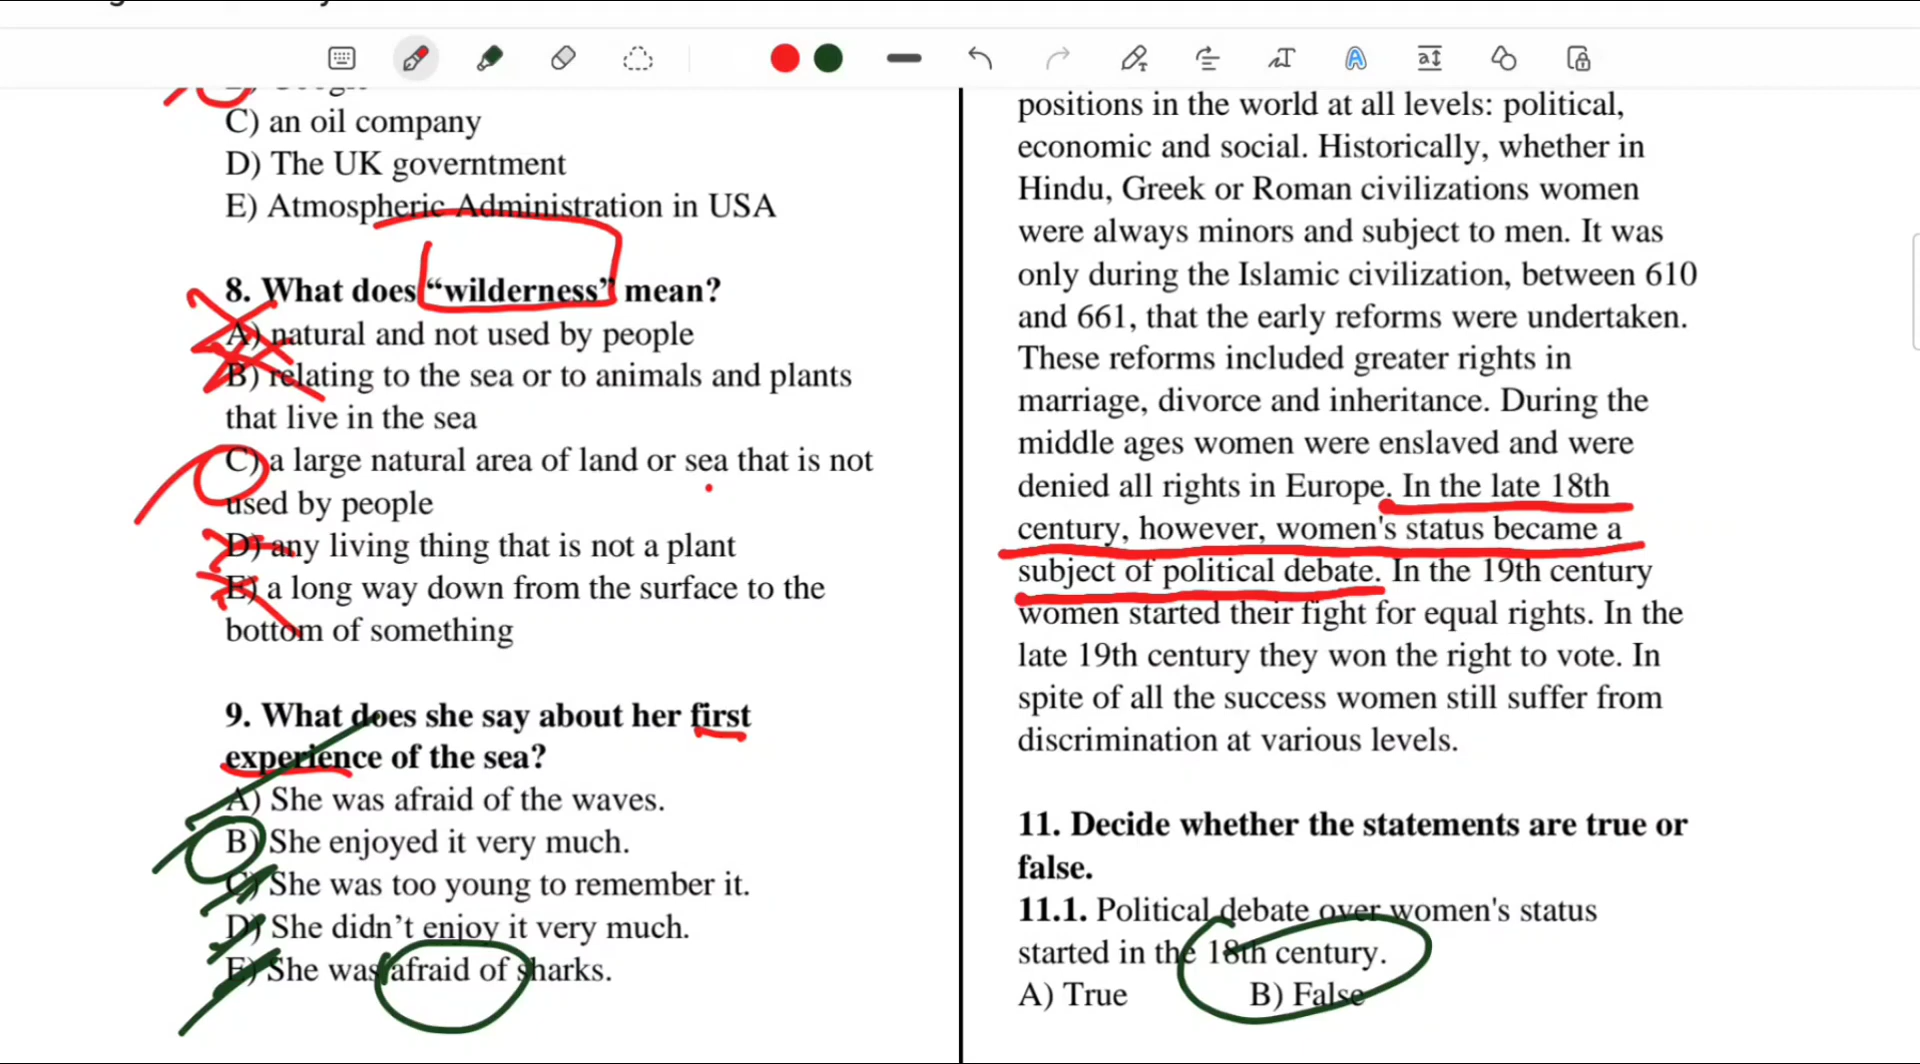 C) an oil company
D) The UK governtment
E) Atmospheric Administration in USA
8. What does “wilderness” mean?
A) natural and not used by people
B) relating to the sea or to animals and plants
that live in the sea
C) a large natural area of land or sea that is not
used by people
D) any living thing that is not a plant
E) a long way down from the surface to the
bottom of something
9. What does she say about her first
experience of the sea?
A) She was afraid of the waves.
B) She enjoyed it very much.
C) She was too young to remember it.
D) She didn’t enjoy it very much.
E) She was afraid of sharks.
positions in the world at all levels: political,
economic and social. Historically, whether in
Hindu, Greek or Roman civilizations women
were always minors and subject to men. It was
only during the Islamic civilization, between 610
and 661, that the early reforms were undertaken.
These reforms included greater rights in
marriage, divorce and inheritance. During the
middle ages women were enslaved and were
denied all rights in Europe. In the late 18th
century, however, women's status became a
subject of political debate. In the 19th century
women started their fight for equal rights. In the
late 19th century they won the right to vote. In
spite of all the success women still suffer from
discrimination at various levels.
11. Decide whether the statements are true or
false.
11.1. Political debate over women's status
started in the 18th century.
A) True B) False